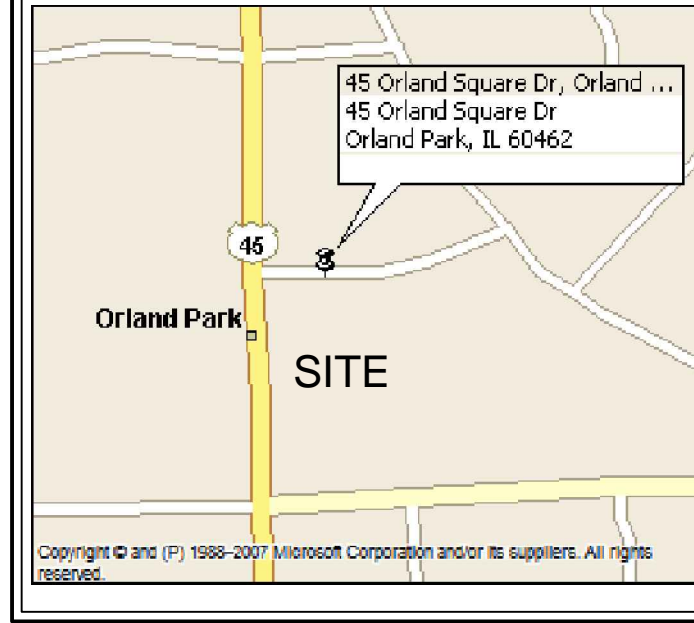 45 Orland Square Dr, Orland ...
45 Orland Square Dr
Orland Park, IL 60462
45
Orland Park
SITE
Copyright © and (P) 1988–2007 Microsoft Corporation and/or its suppliers. All rights
reserved.